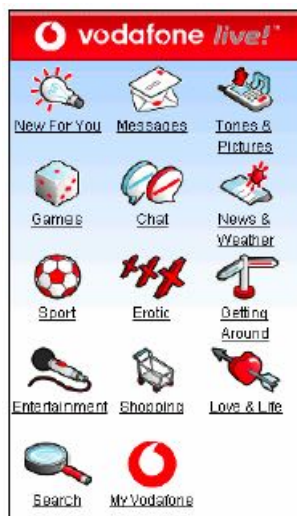 vodafone live!™
New For You Messages Tones &
Pictures
Games Chat News &
Weather
Sport Erotic Getting
Around
Entertainment Shopping Love & Life
Search My Vodafone